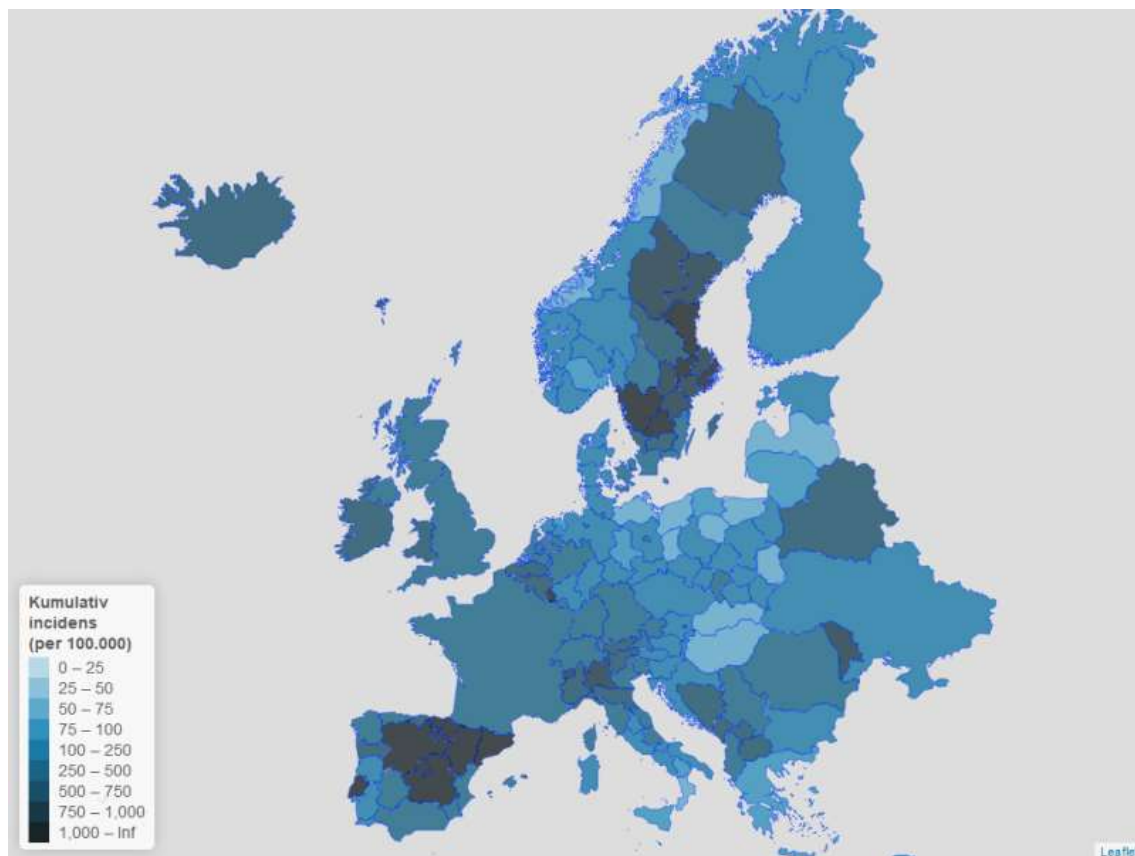 Kumulativ
incidens
(per 100.000)
0 – 25
25 – 50
50 – 75
75 – 100
100 – 250
250 – 500
500 – 750
750 – 1,000
1,000 – Inf
Leafle